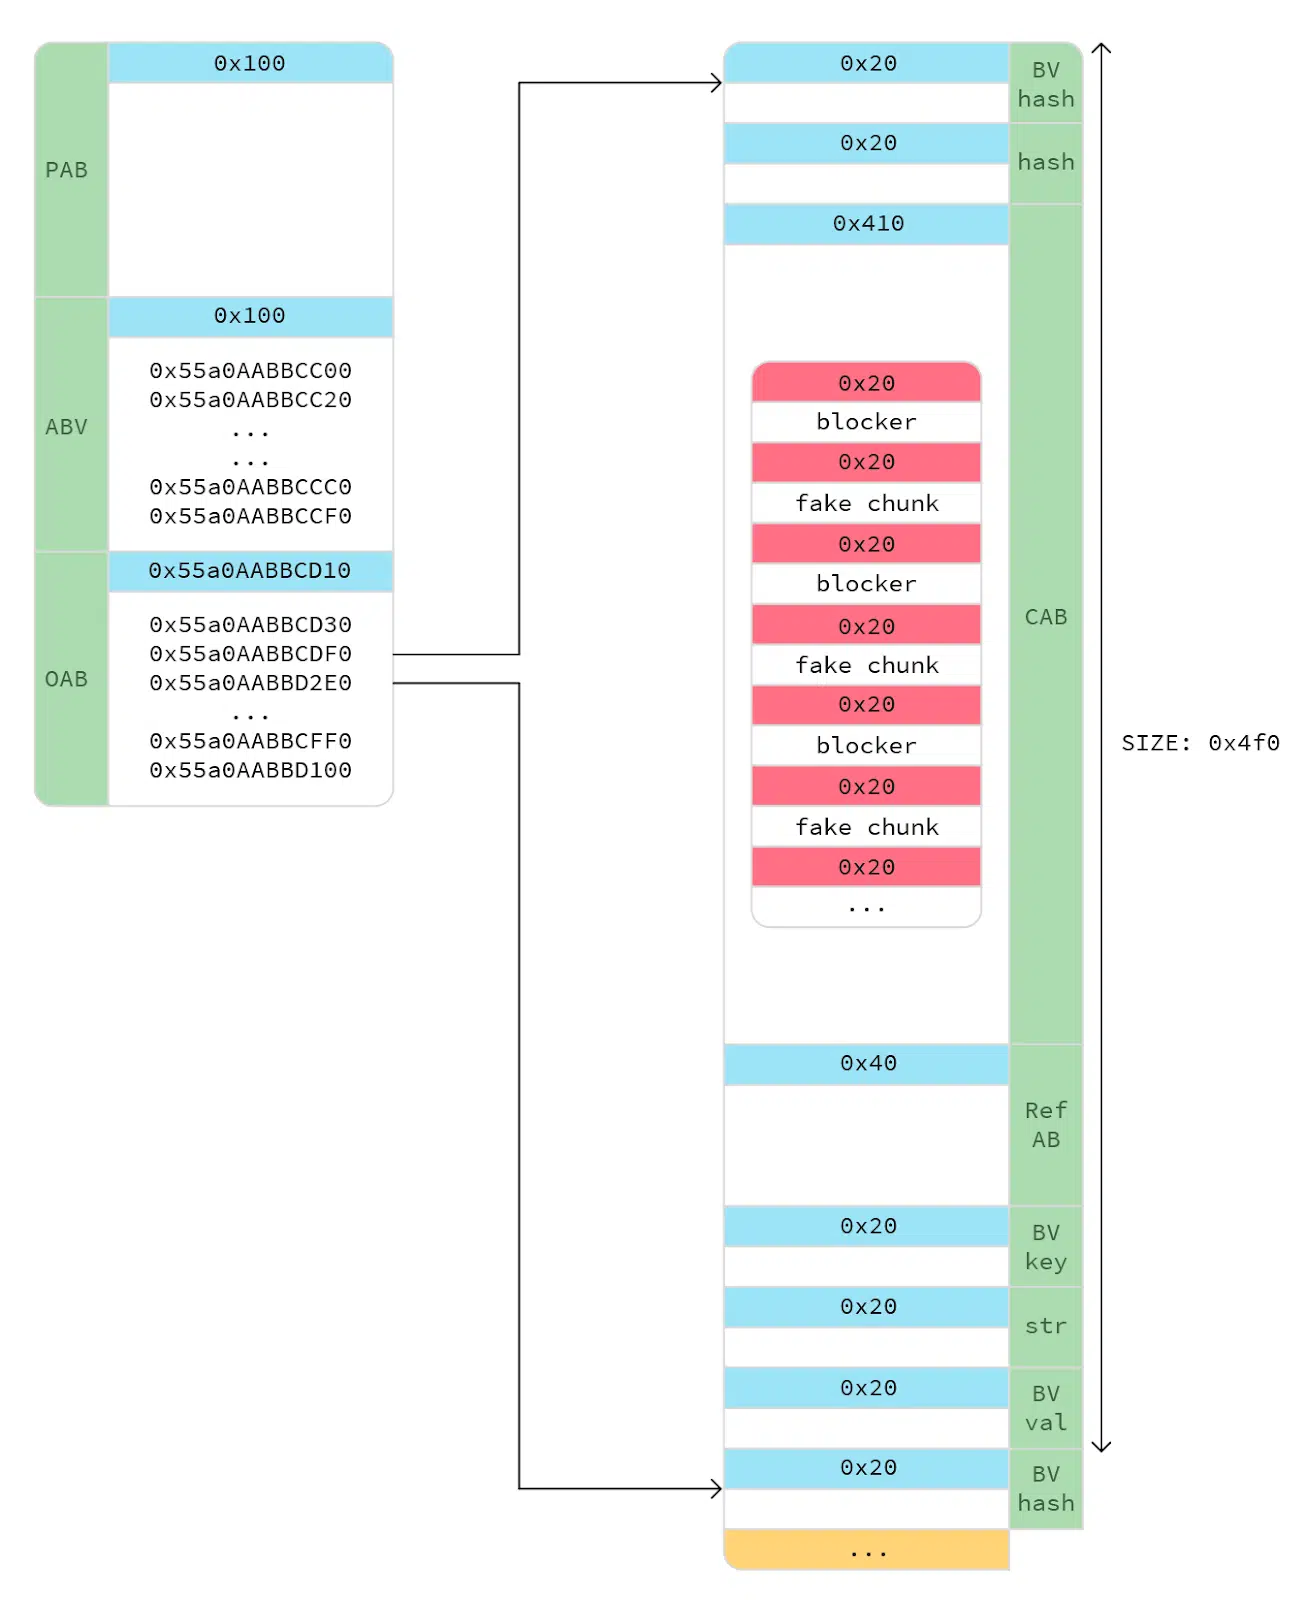 0x100
PAB
0x100
ABV
0x55a0AABBCC00
0x55a0AABBCC20
...
...
0x55a0AABBCCC0
0x55a0AABBCCF0
0x55a0AABBCD10
OAB
0x55a0AABBCD30
0x55a0AABBCDF0
0x55a0AABBD2E0
...
0x55a0AABBCFF0
0x55a0AABBD100
0x20
BV
hash
0x20
hash
0x410
CAB
0x20
blocker
0x20
fake chunk
0x20
blocker
0x20
fake chunk
0x20
blocker
0x20
fake chunk
0x20
...
0x40
Ref
AB
0x20
BV
key
0x20
str
0x20
BV
val
0x20
BV
hash
...
SIZE: 0x4f0